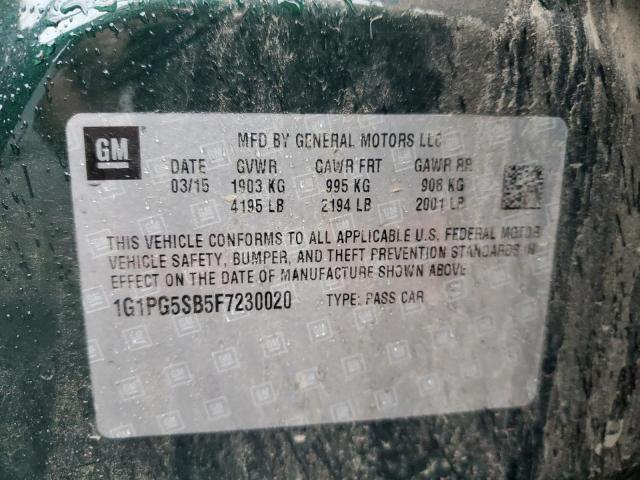 GM
MFD BY GENERAL MOTORS LLC
DATE GVWR GAWR FRT GAWR RR
03/15 1903 KG 995 KG 908 KG
4195 LB 2194 LB 2001 LB
THIS VEHICLE CONFORMS TO ALL APPLICABLE U.S. FEDERAL MOTOR
VEHICLE SAFETY, BUMPER, AND THEFT PREVENTION STANDARDS IN
EFFECT ON THE DATE OF MANUFACTURE SHOWN ABOVE
1G1PG5SB5F7230020 TYPE: PASS CAR